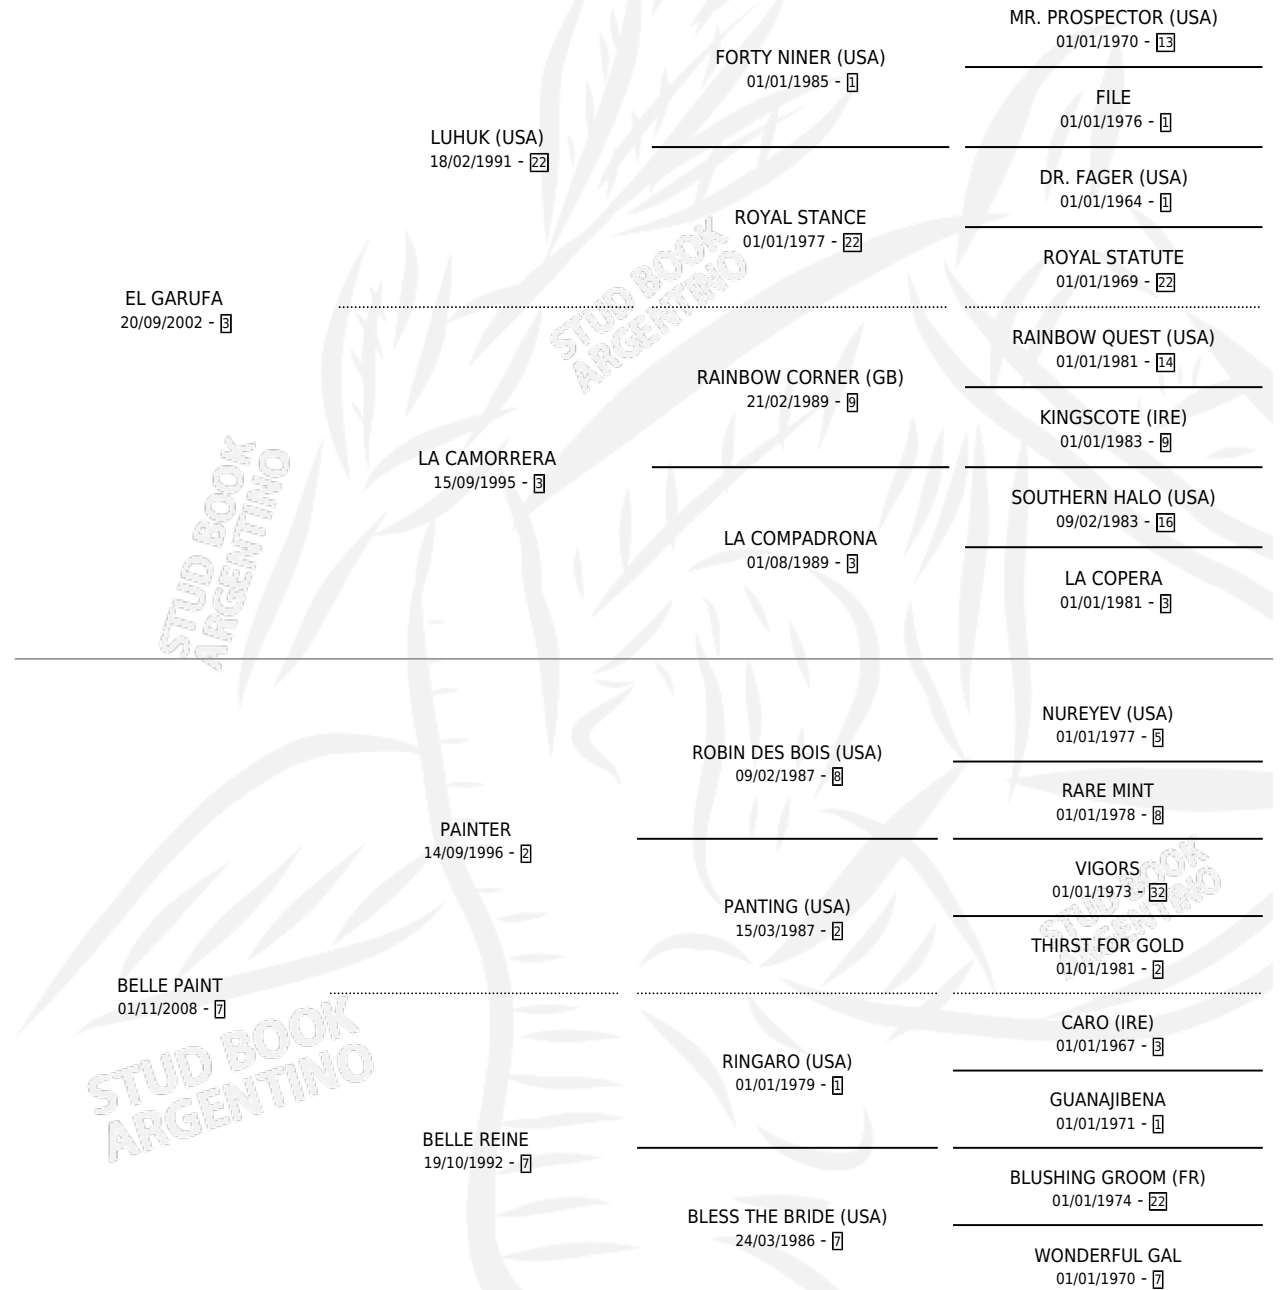 MR. PROSPECTOR (USA)
01/01/1970 - 13
FORTY NINER (USA)
01/01/1985 - 1
FILE
01/01/1976 - 1
LUHUK (USA)
18/02/1991 - 22
DR. FAGER (USA)
01/01/1964 - 1
ROYAL STANCE
01/01/1977 - 22
ROYAL STATUTE
01/01/1969 - 22
EL GARUFA
20/09/2002 - 3
RAINBOW QUEST (USA)
01/01/1981 - 14
RAINBOW CORNER (GB)
21/02/1989 - 9
KINGSCOTE (IRE)
01/01/1983 - 9
LA CAMORRERA
15/09/1995 - 3
SOUTHERN HALO (USA)
09/02/1983 - 16
LA COMPADRONA
01/08/1989 - 3
LA COPERA
01/01/1981 - 3
STUD BOOK
ARGENTINO
STUD BOOK
ARGENTINO
NUREYEV (USA)
01/01/1977 - 5
ROBIN DES BOIS (USA)
09/02/1987 - 8
RARE MINT
01/01/1978 - 8
PAINTER
14/09/1996 - 2
VIGORS
01/01/1973 - 32
PANTING (USA)
15/03/1987 - 2
THIRST FOR GOLD
01/01/1981 - 2
STUD BOOK
ARGENTINO
BELLE PAINT
01/11/2008 - 7
CARO (IRE)
01/01/1967 - 3
RINGARO (USA)
01/01/1979 - 1
GUANAJIBENA
01/01/1971 - 1
BELLE REINE
19/10/1992 - 7
BLUSHING GROOM (FR)
01/01/1974 - 22
BLESS THE BRIDE (USA)
24/03/1986 - 7
WONDERFUL GAL
01/01/1970 - 7
STUD BOOK
ARGENTINO